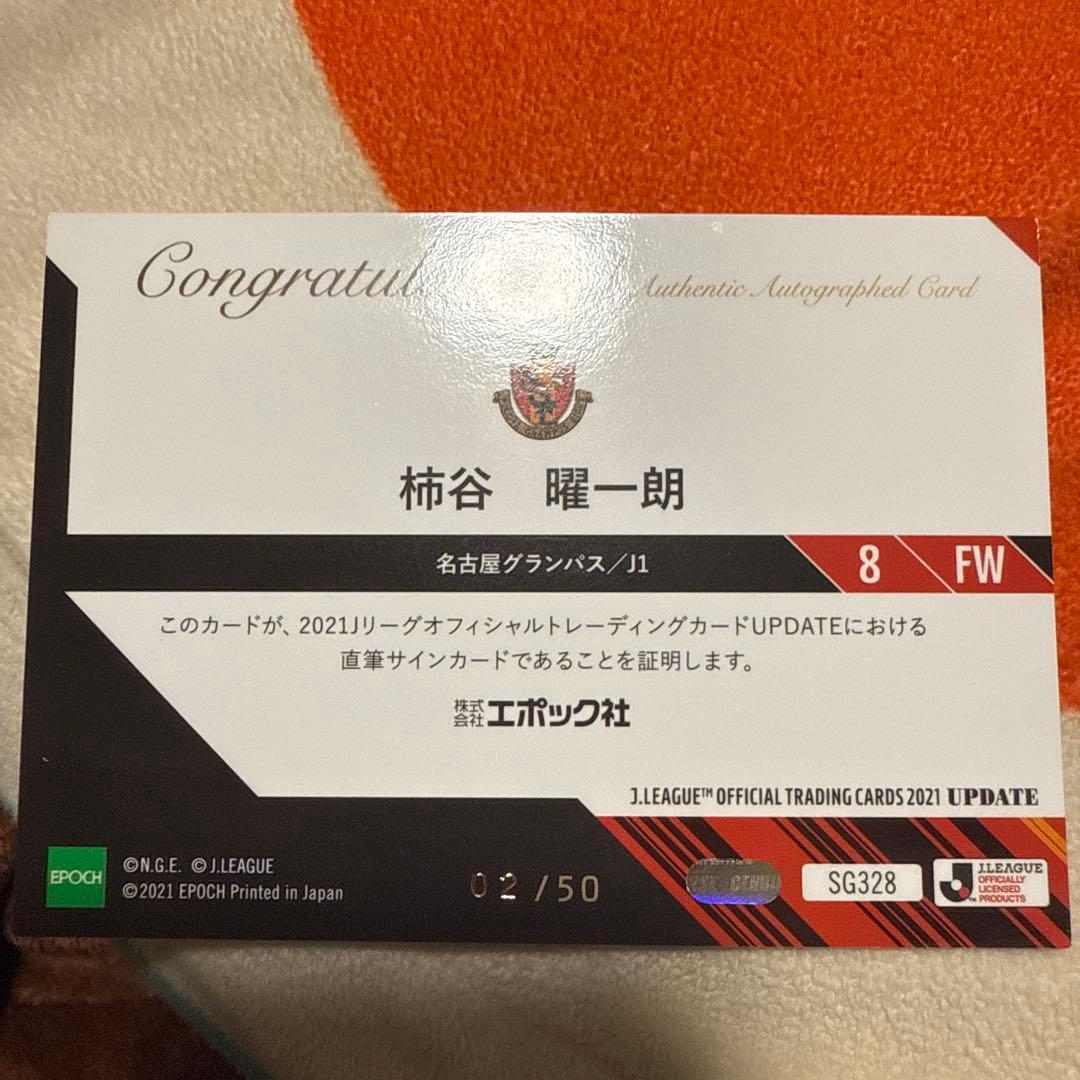 Authentic Autographed Card
柿谷 曜一朗
名古屋グランパス/J1
8 FW
このカードが、2021JリーグオフィシャルトレーディングカードUPDATEにおける
直筆サインカードであることを証明します。
株式会社エポック社
J.LEAGUE™ OFFICIAL TRADING CARDS 2021 UPDATE
EPOCH
©N.G.E. ©J.LEAGUE
©2021 EPOCH Printed in Japan
02/50
SG328
J.LEAGUE
OFFICIALLY
LICENSED
PRODUCTS